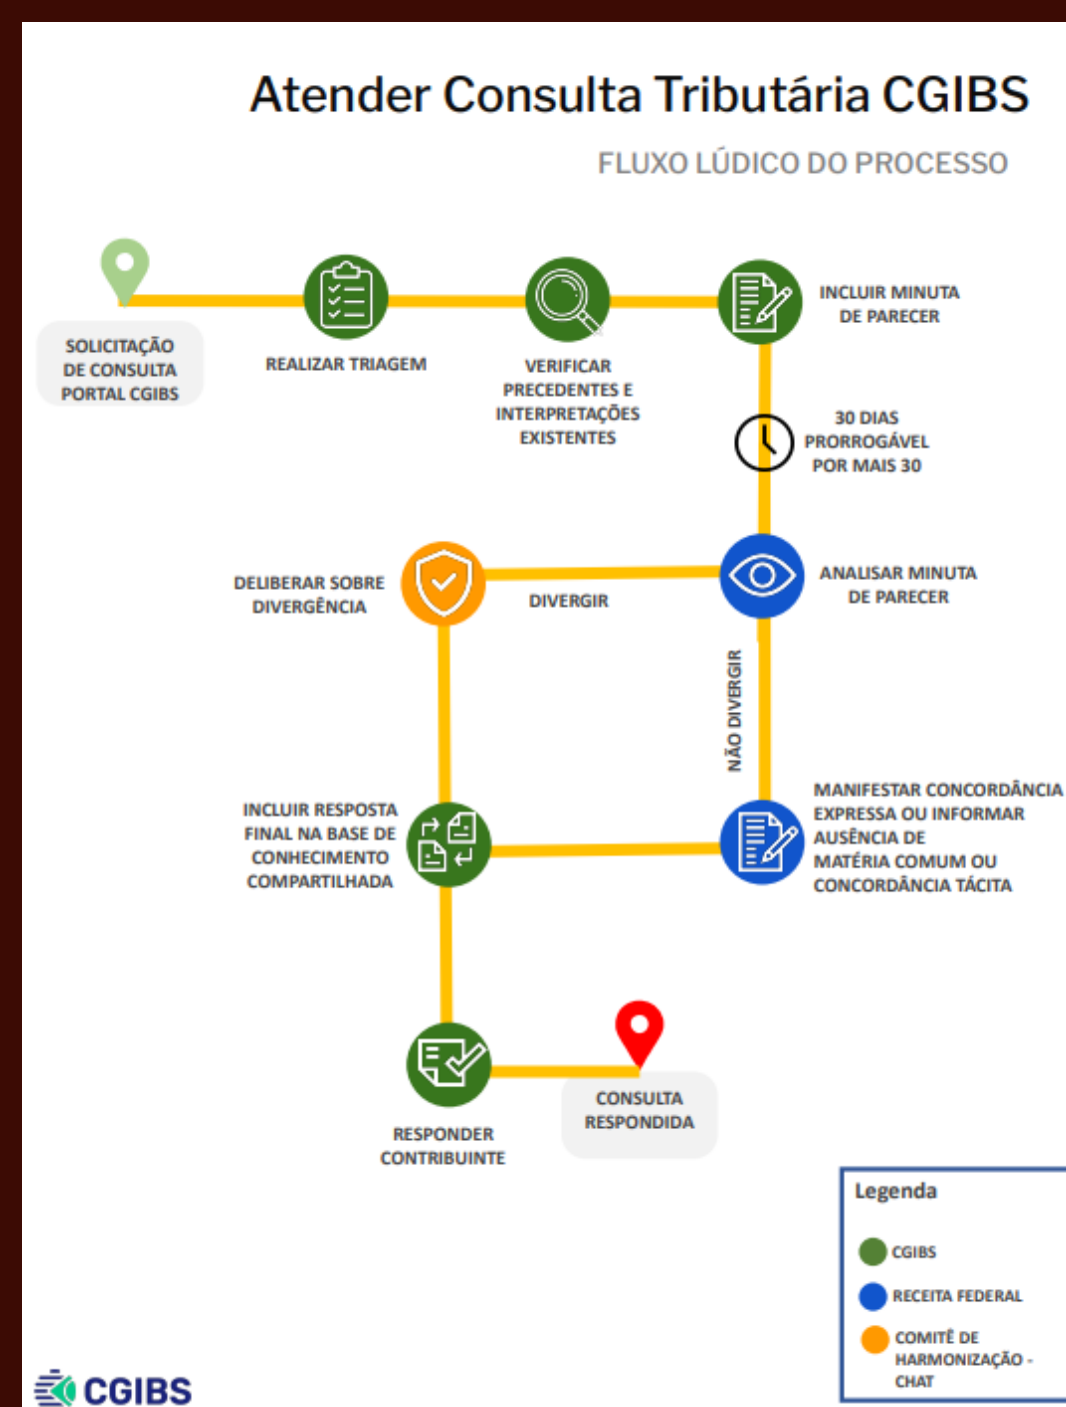 Atender Consulta Tributária CGIBS
FLUXO LÚDICO DO PROCESSO
SOLICITAÇÃO
DE CONSULTA
PORTAL CGIBS
REALIZAR TRIAGEM
VERIFICAR
PRECEDENTES E
INTERPRETAÇÕES
EXISTENTES
INCLUIR MINUTA
DE PARECER
30 DIAS
PRORROGÁVEL
POR MAIS 30
ANALISAR MINUTA
DE PARECER
DIVERGIR
DELIBERAR SOBRE
DIVERGÊNCIA
NÃO DIVERGIR
MANIFESTAR CONCORDÂNCIA
EXPRESSA OU INFORMAR
AUSÊNCIA DE
MATÉRIA COMUM OU
CONCORDÂNCIA TÁCITA
INCLUIR RESPOSTA
FINAL NA BASE DE
CONHECIMENTO
COMPARTILHADA
RESPONDER
CONTRIBUINTE
CONSULTA
RESPONDIDA
Legenda
CGIBS
RECEITA FEDERAL
COMITÊ DE
HARMONIZAÇÃO -
CHAT
CGIBS